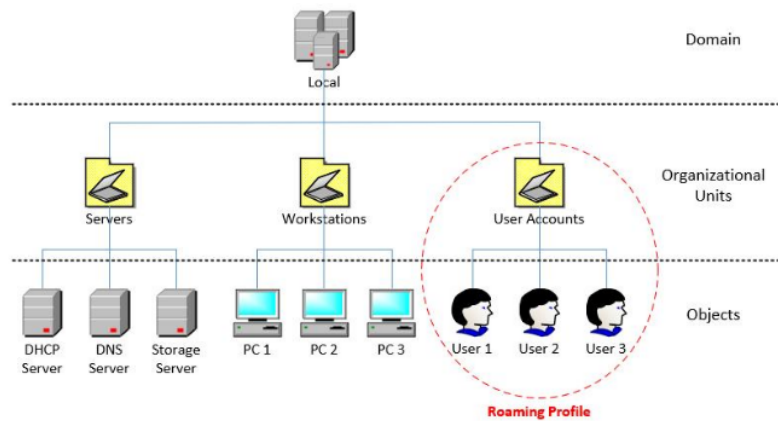 Domain
Local
Organizational
Units
Servers
Workstations
User Accounts
Objects
DHCP
Server
DNS
Server
Storage
Server
PC 1
PC 2
PC 3
User 1
User 2
User 3
Roaming Profile